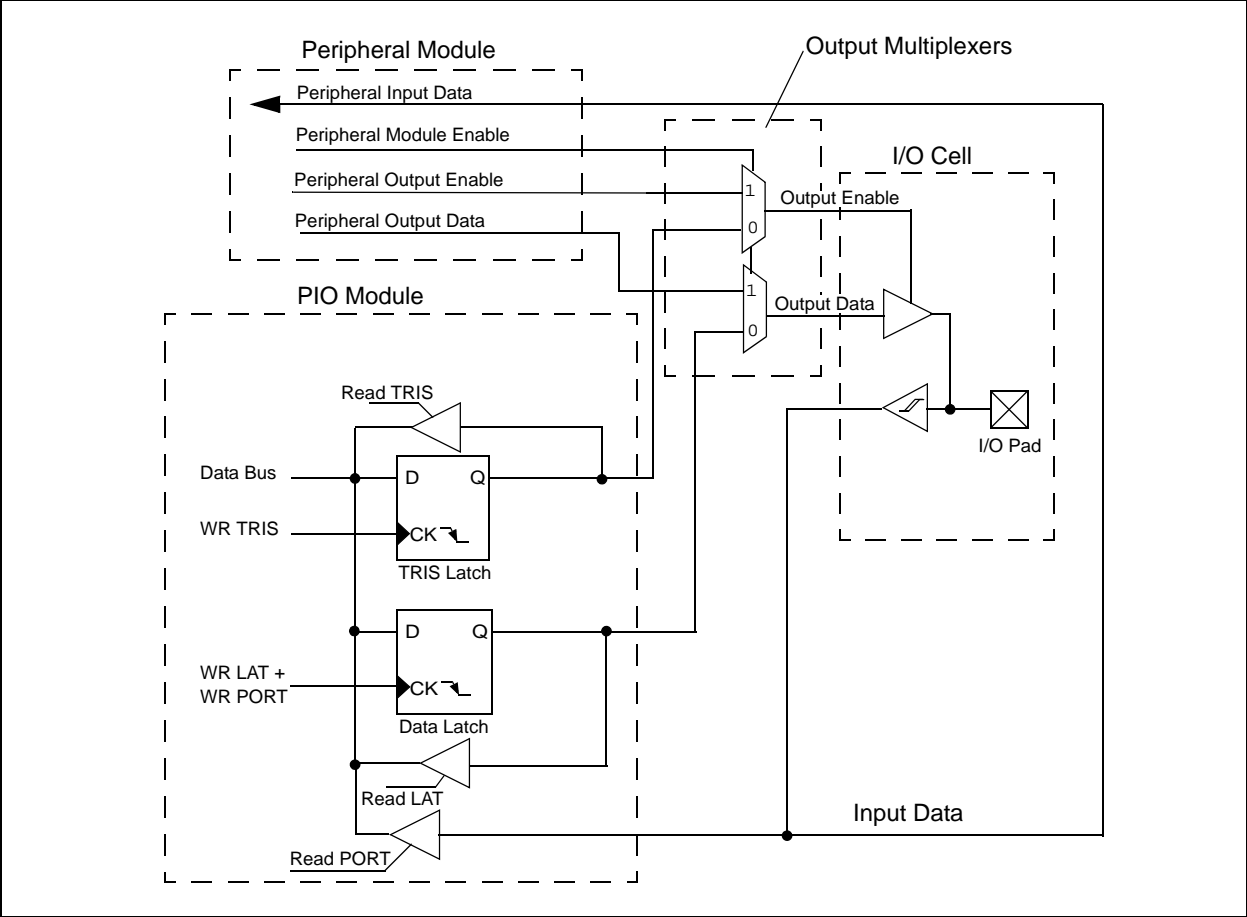 Peripheral Module
Output Multiplexers
Peripheral Input Data
Peripheral Module Enable
Peripheral Output Enable
Peripheral Output Data
I/O Cell
1
0
Output Enable
1
0
Output Data
I/O Pad
PIO Module
Read TRIS
Data Bus
D
Q
WR TRIS
CK
TRIS Latch
D
Q
WR LAT +
WR PORT
CK
Data Latch
Read LAT
Read PORT
Input Data